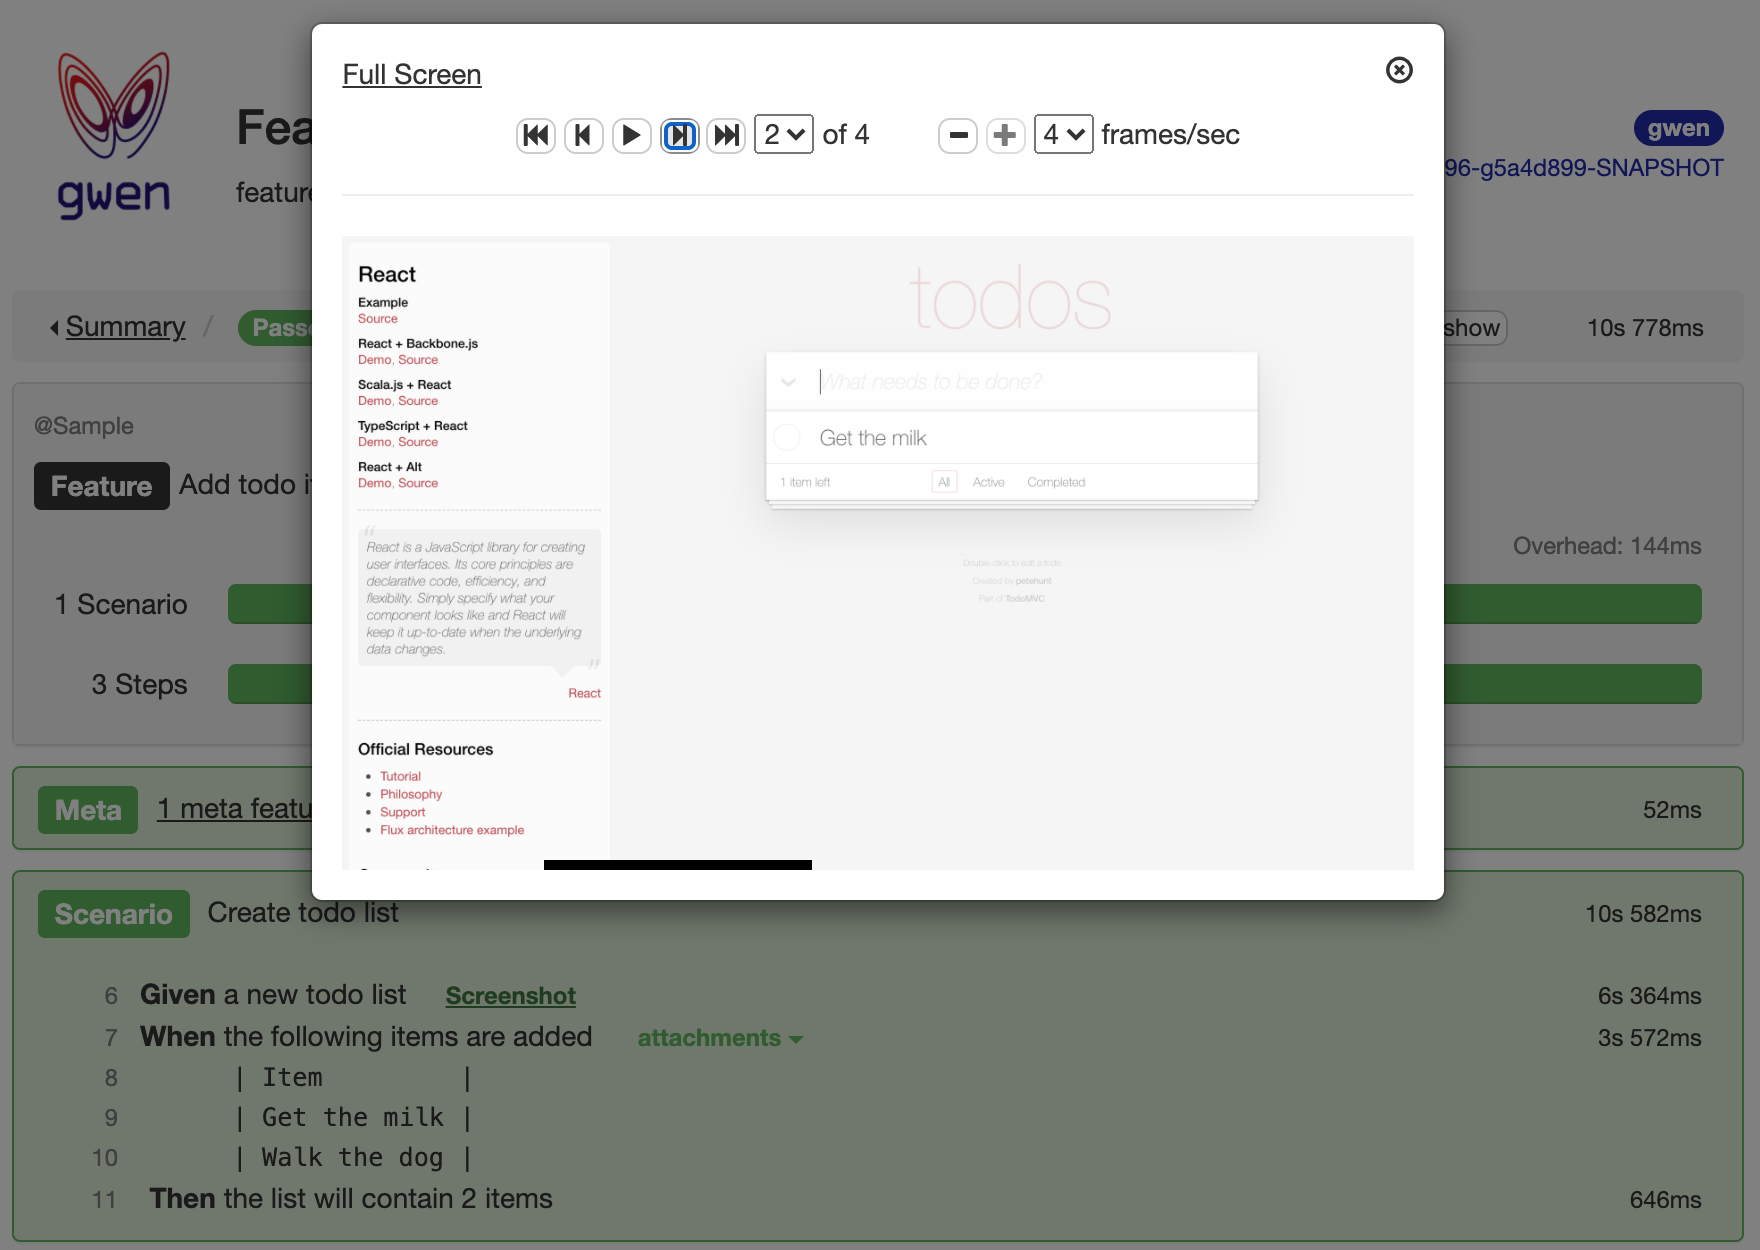 Full Screen
2 of 4
4 frames/sec
gwen
Fea
feature
gwen
96-g5a4d899-SNAPSHOT
Summary / Passe
show
10s 778ms
@Sample
Feature Add todo i
Overhead: 144ms
1 Scenario
3 Steps
Meta 1 meta featu
52ms
React
Example
Source
React + Backbone.js
Demo, Source
Scala.js + React
Demo, Source
TypeScript + React
Demo, Source
React + Alt
Demo, Source
“
React is a JavaScript library for creating
user interfaces. Its core principles are
declarative code, efficiency, and
flexibility. Simply specify what your
component looks like and React will
keep it up-to-date when the underlying
data changes.
”
React
Official Resources
Tutorial
Philosophy
Support
Flux architecture example
todos
What needs to be done?
Get the milk
1 item left All Active Completed
Double-click to edit a todo
Created by petehunt
Part of TodoMVC
Scenario Create todo list
10s 582ms
6 Given a new todo list Screenshot 6s 364ms
7 When the following items are added attachments 3s 572ms
8 | Item |
9 | Get the milk |
10 | Walk the dog |
11 Then the list will contain 2 items 646ms